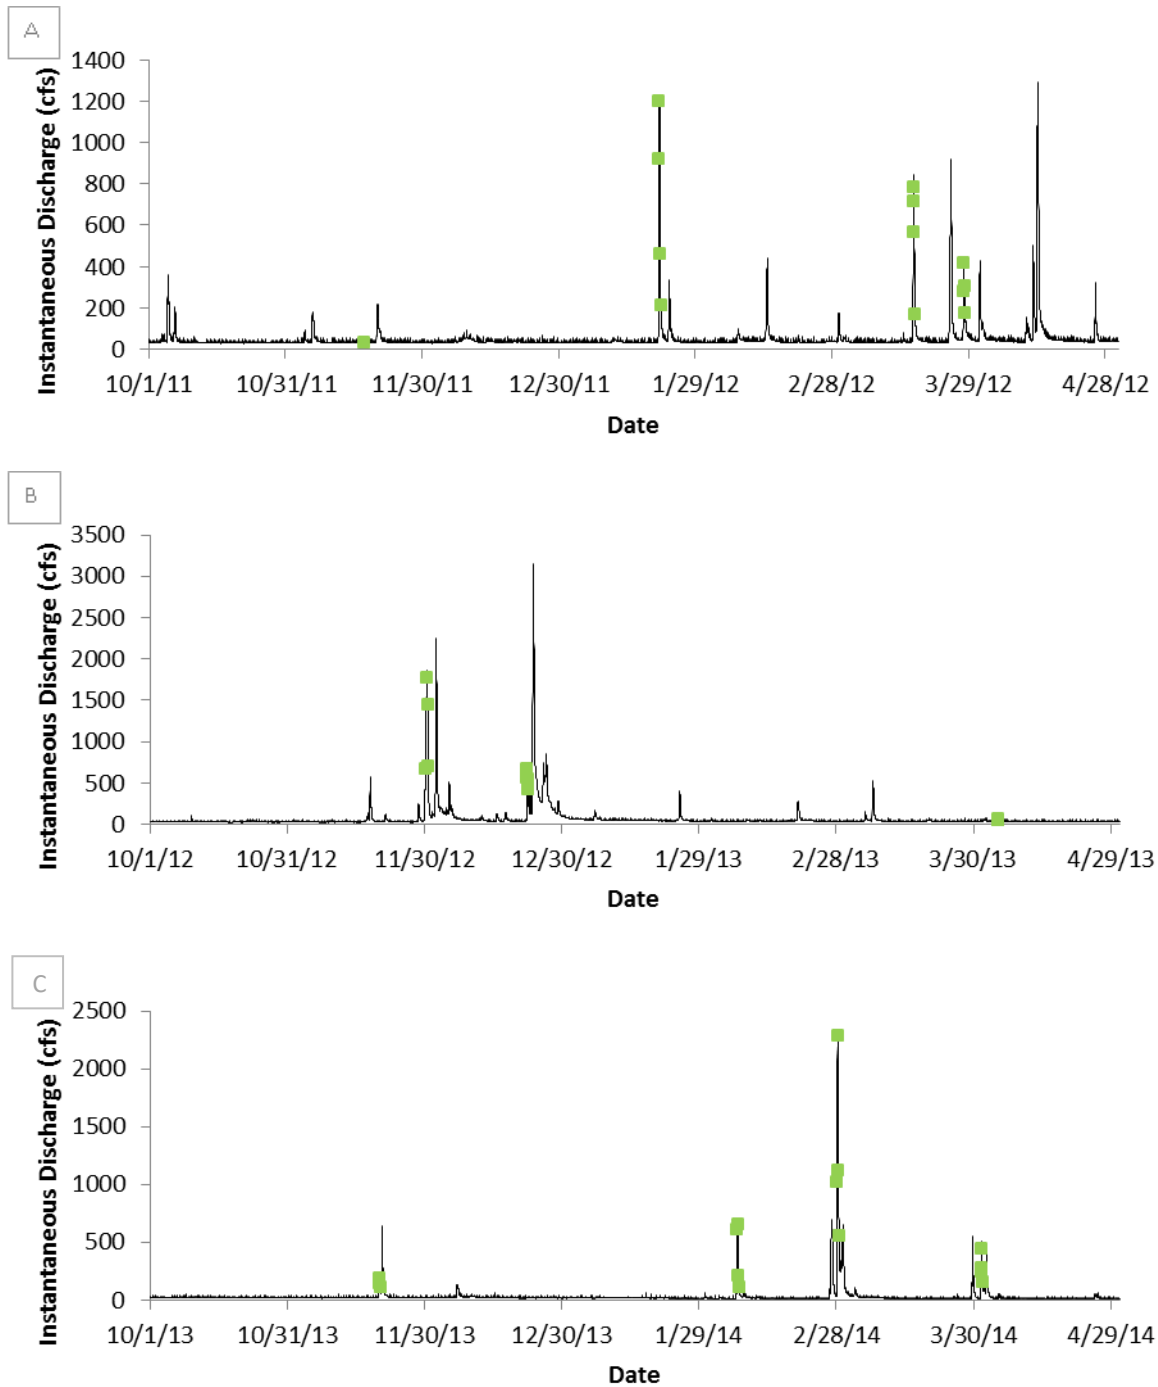 A
Instantaneous Discharge (cfs)
1400
1200
1000
800
600
400
200
0
10/1/11 10/31/11 11/30/11 12/30/11 1/29/12 2/28/12 3/29/12 4/28/12
Date
B
Instantaneous Discharge (cfs)
3500
3000
2500
2000
1500
1000
500
0
10/1/12 10/31/12 11/30/12 12/30/12 1/29/13 2/28/13 3/30/13 4/29/13
Date
C
Instantaneous Discharge (cfs)
2500
2000
1500
1000
500
0
10/1/13 10/31/13 11/30/13 12/30/13 1/29/14 2/28/14 3/30/14 4/29/14
Date